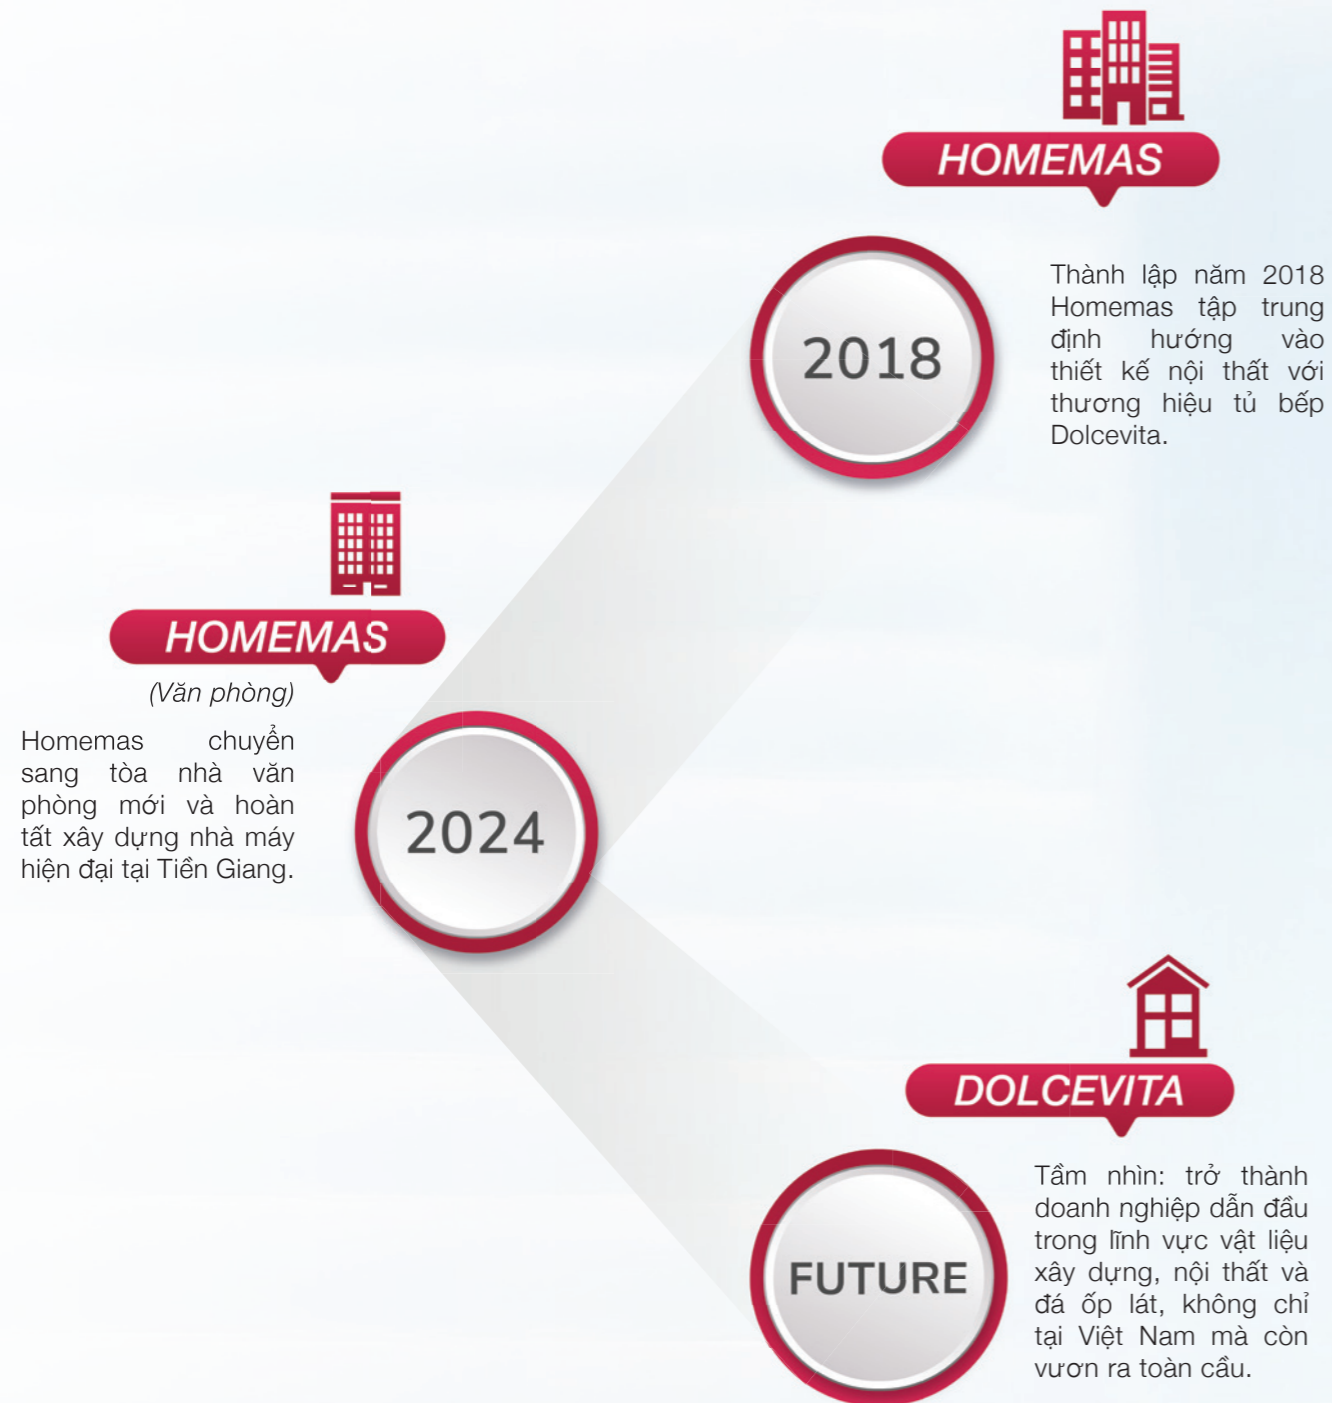 HOMEMAS
2018
Thành lập năm 2018
Homemas tập trung
định hướng vào
thiết kế nội thất với
thương hiệu tủ bếp
Dolcevita.
HOMEMAS
(Văn phòng)
Homemas chuyển
sang tòa nhà văn
phòng mới và hoàn
tất xây dựng nhà máy
hiện đại tại Tiền Giang.
2024
DOLCEVITA
FUTURE
Tầm nhìn: trở thành
doanh nghiệp dẫn đầu
trong lĩnh vực vật liệu
xây dựng, nội thất và
đá ốp lát, không chỉ
tại Việt Nam mà còn
vươn ra toàn cầu.